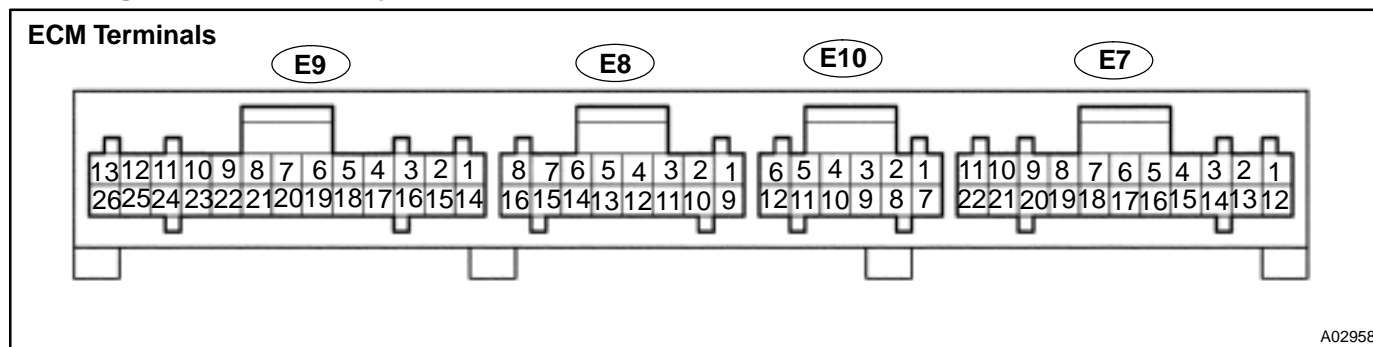 ECM Terminals
E9 E8 E10 E7
13 12 11 10 9 8 7 6 5 4 3 2 1 8 7 6 5 4 3 2 1 6 5 4 3 2 1 11 10 9 8 7 6 5 4 3 2 1
26 25 24 23 22 21 20 19 18 17 16 15 14 16 15 14 13 12 11 10 9 12 11 10 9 8 7 22 21 20 19 18 17 16 15 14 13 12
A02958